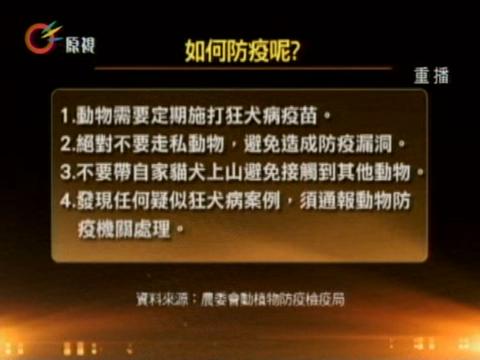 原視
如何防疫呢?
重播
1.動物需要定期施打狂犬病疫苗。
2.絕對不要走私動物，避免造成防疫漏洞。
3.不要帶自家貓犬上山避免接觸到其他動物。
4.發現任何疑似狂犬病案例，須通報動物防
疫機關處理。
資料來源：農委會動植物防疫檢疫局